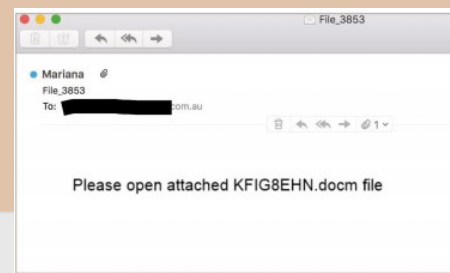 File_3853
Mariana
File_3853
To: com.au
1
Please open attached KFIG8EHN.docm file